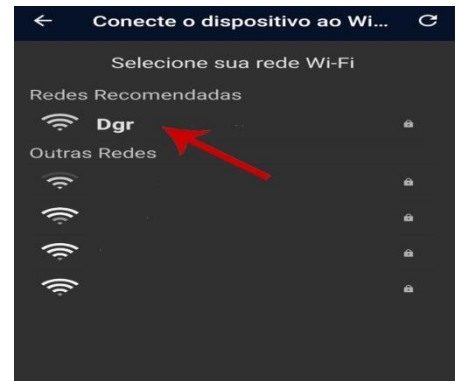 Conecte o dispositivo ao Wi...
Selecione sua rede Wi-Fi
Redes Recomendadas
Dgr
Outras Redes